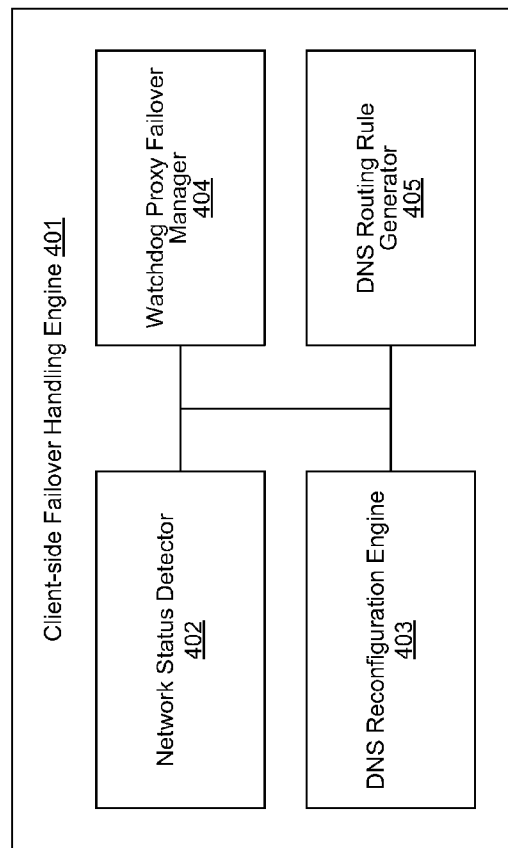 Client-side Failover Handling Engine 401
Network Status Detector
402
Watchdog Proxy Failover
Manager
404
DNS Reconfiguration Engine
403
DNS Routing Rule
Generator
405